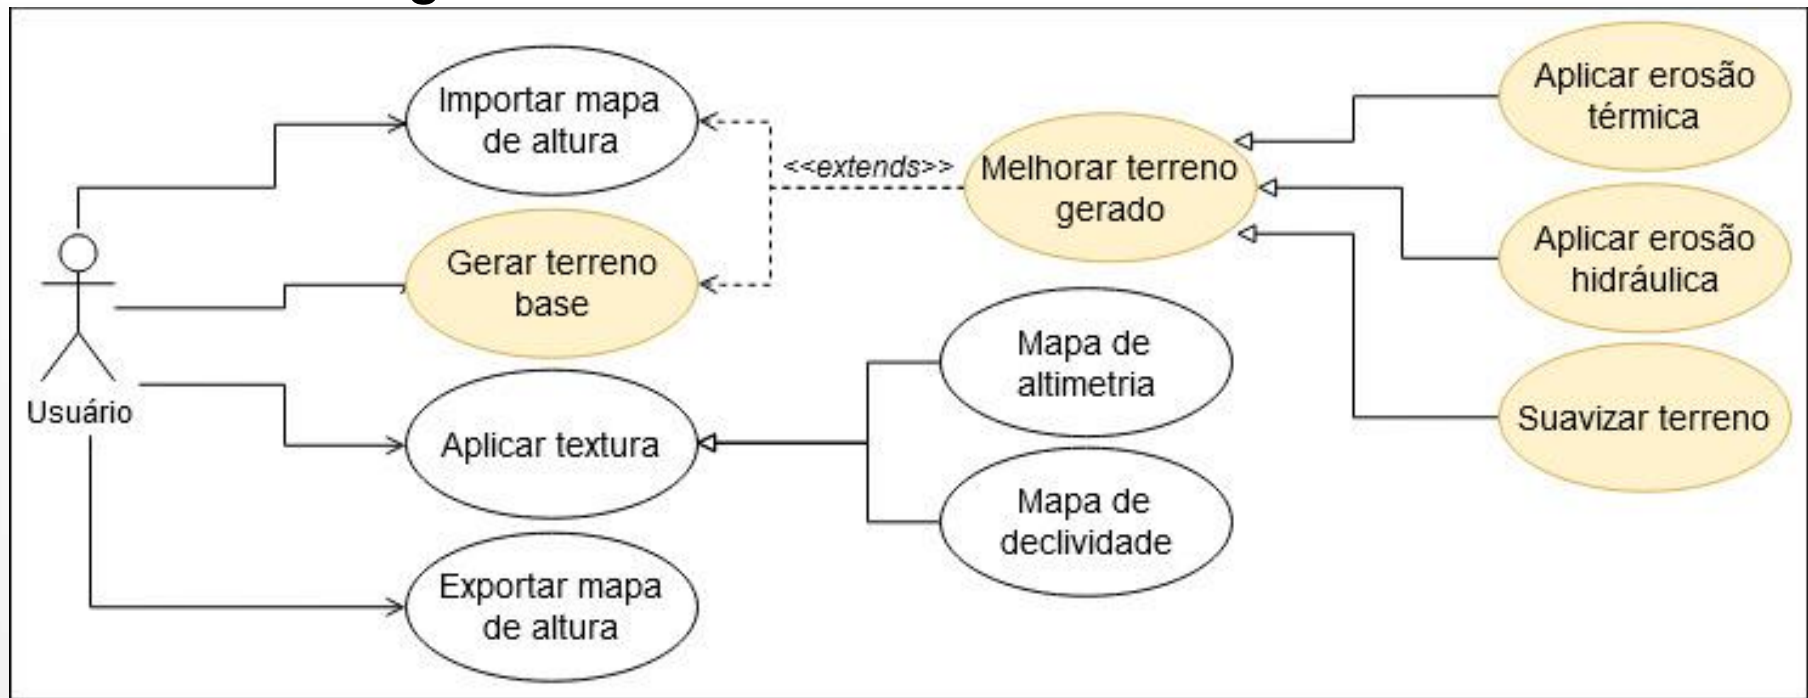 Importar mapa
de altura
<<extends>>
Melhorar terreno
gerado
Aplicar erosão
térmica
Aplicar erosão
hidráulica
Suavizar terreno
Gerar terreno
base
Usuário
Aplicar textura
Mapa de
altimetria
Mapa de
declividade
Exportar mapa
de altura